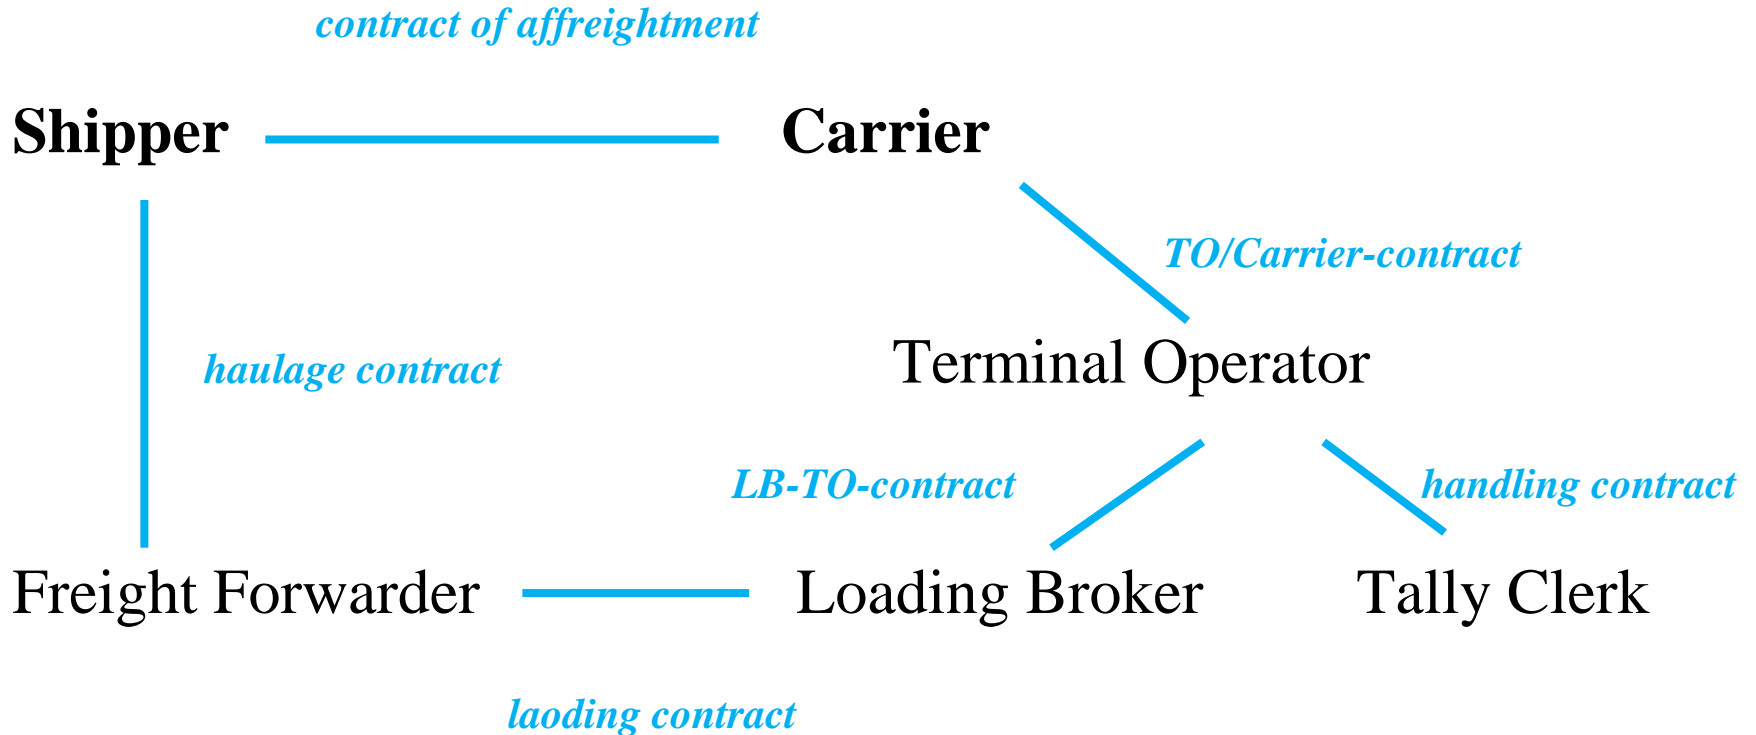 contract of affreightment
Shipper Carrier
TO/Carrier-contract
haulage contract Terminal Operator
LB-TO-contract handling contract
Freight Forwarder Loading Broker Tally Clerk
laoding contract